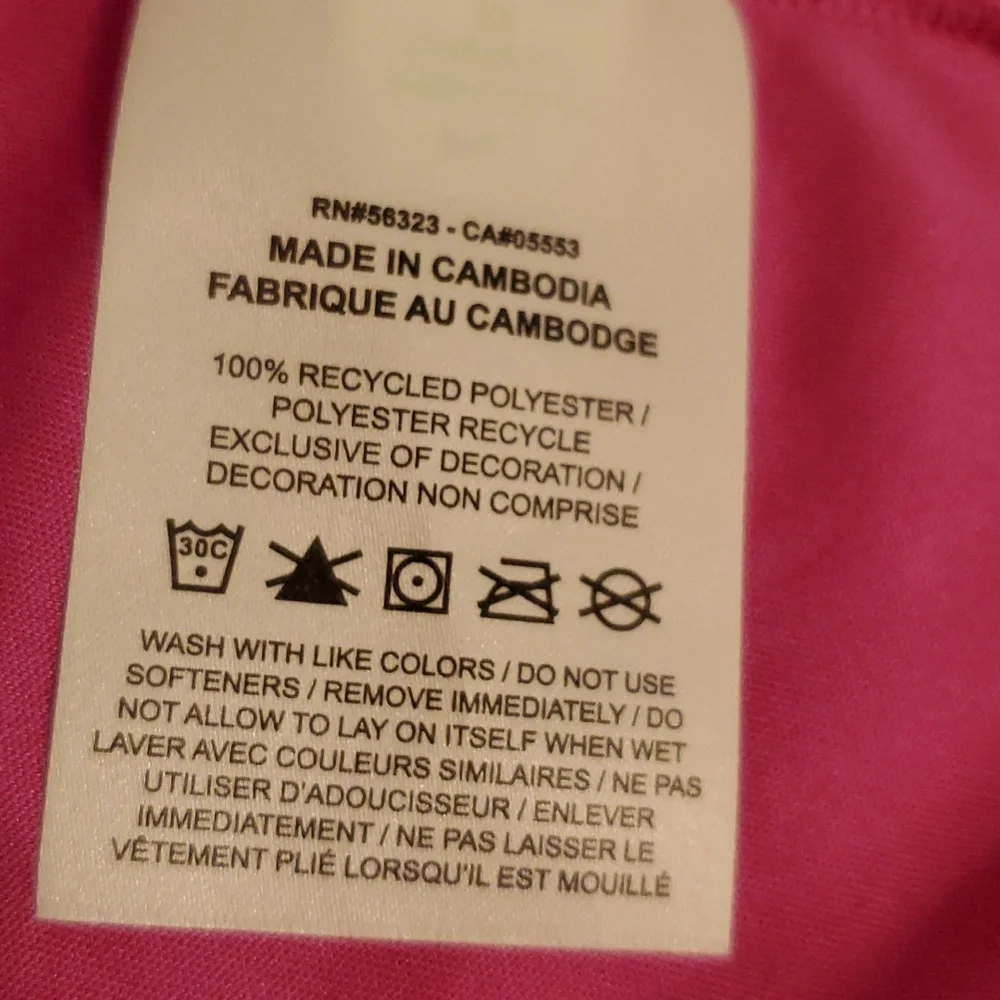 RN#56323 - CA#05553
MADE IN CAMBODIA
FABRIQUE AU CAMBODGE
100% RECYCLED POLYESTER /
POLYESTER RECYCLE
EXCLUSIVE OF DECORATION /
DECORATION NON COMPRISE
30C
WASH WITH LIKE COLORS / DO NOT USE
SOFTENERS / REMOVE IMMEDIATELY / DO
NOT ALLOW TO LAY ON ITSELF WHEN WET
LAVER AVEC COULEURS SIMILAIRES / NE PAS
UTILISER D'ADOUCISSEUR / ENLEVER
IMMEDIATEMENT / NE PAS LAISSER LE
VÊTEMENT PLIÉ LORSQU'IL EST MOUILLÉ